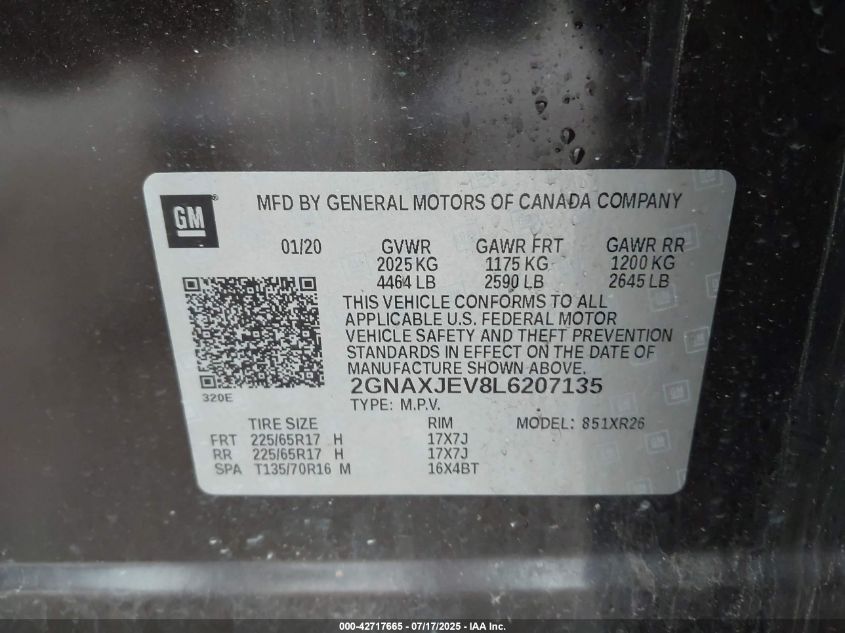 GM
MFD BY GENERAL MOTORS OF CANADA COMPANY
01/20 GVWR GAWR FRT GAWR RR
2025 KG 1175 KG 1200 KG
4464 LB 2590 LB 2645 LB
THIS VEHICLE CONFORMS TO ALL
APPLICABLE U.S. FEDERAL MOTOR
VEHICLE SAFETY AND THEFT PREVENTION
STANDARDS IN EFFECT ON THE DATE OF
MANUFACTURE SHOWN ABOVE.
320E
2GNAXJEV8L6207135
TYPE: M.P.V.
TIRE SIZE RIM MODEL: 851XR26
FRT 225/65R17 H 17X7J
RR 225/65R17 H 17X7J
SPA T135/70R16 M 16X4BT
000-42717665 / 07/17/2025 - IAA Inc.